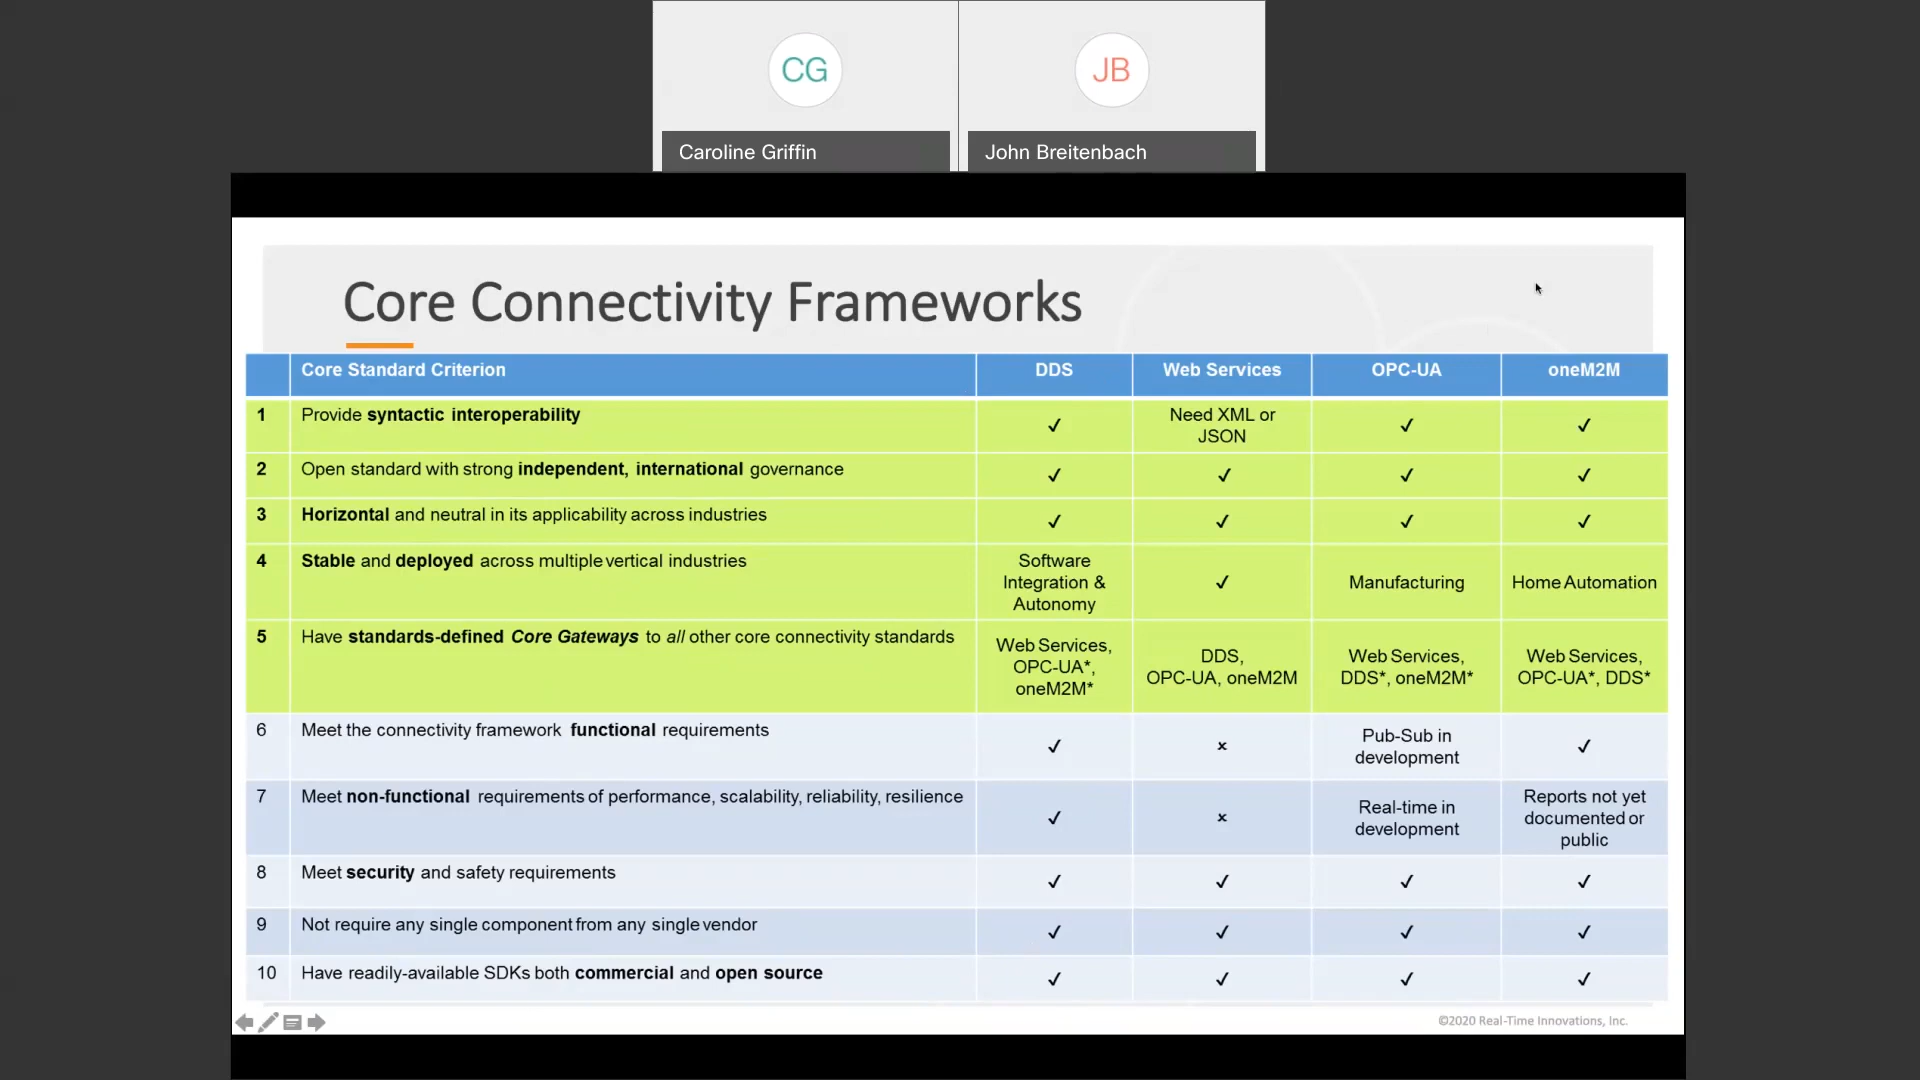 CG
JB
Caroline Griffin
John Breitenbach
Core Connectivity Frameworks
Core Standard Criterion
DDS
Web Services
OPC-UA
oneM2M
1
Provide syntactic interoperability
✓
Need XML or
JSON
✓
✓
2
Open standard with strong independent, international governance
✓
✓
✓
✓
3
Horizontal and neutral in its applicability across industries
✓
✓
✓
✓
4
Stable and deployed across multiple vertical industries
Software
Integration &
Autonomy
✓
Manufacturing
Home Automation
5
Have standards-defined Core Gateways to all other core connectivity standards
Web Services,
OPC-UA*,
oneM2M*
DDS,
OPC-UA, oneM2M
Web Services,
DDS*, oneM2M*
Web Services,
OPC-UA*, DDS*
6
Meet the connectivity framework functional requirements
✓
×
Pub-Sub in
development
✓
7
Meet non-functional requirements of performance, scalability, reliability, resilience
✓
×
Real-time in
development
Reports not yet
documented or
public
8
Meet security and safety requirements
✓
✓
✓
✓
9
Not require any single component from any single vendor
✓
✓
✓
✓
10
Have readily-available SDKs both commercial and open source
✓
✓
✓
✓
©2020 Real-Time Innovations, Inc.